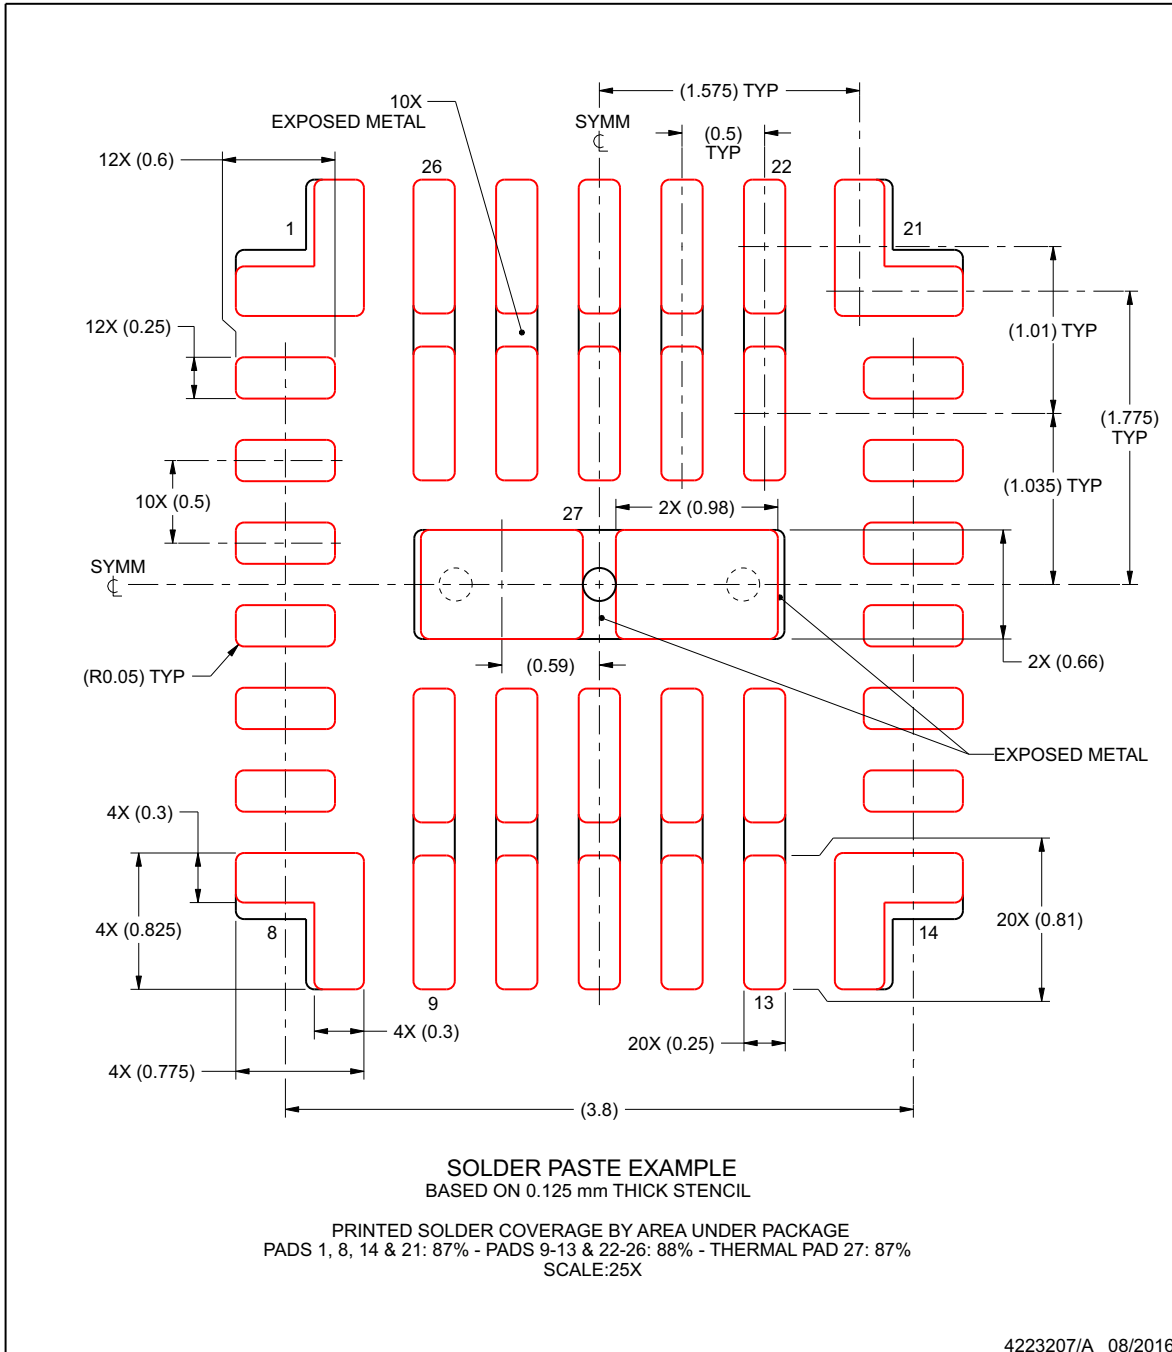 (1.575) TYP
10X
EXPOSED METAL
SYMM
℄
(0.5)
TYP
12X (0.6)
26
22
1
21
12X (0.25)
(1.01) TYP
(1.775)
TYP
10X (0.5)
(1.035) TYP
27
2X (0.98)
SYMM
℄
(0.59)
2X (0.66)
(R0.05) TYP
EXPOSED METAL
4X (0.3)
4X (0.825)
8
14
20X (0.81)
9
13
4X (0.3)
20X (0.25)
4X (0.775)
(3.8)
SOLDER PASTE EXAMPLE
BASED ON 0.125 mm THICK STENCIL
PRINTED SOLDER COVERAGE BY AREA UNDER PACKAGE
PADS 1, 8, 14 & 21: 87% - PADS 9-13 & 22-26: 88% - THERMAL PAD 27: 87%
SCALE:25X
4223207/A 08/2016